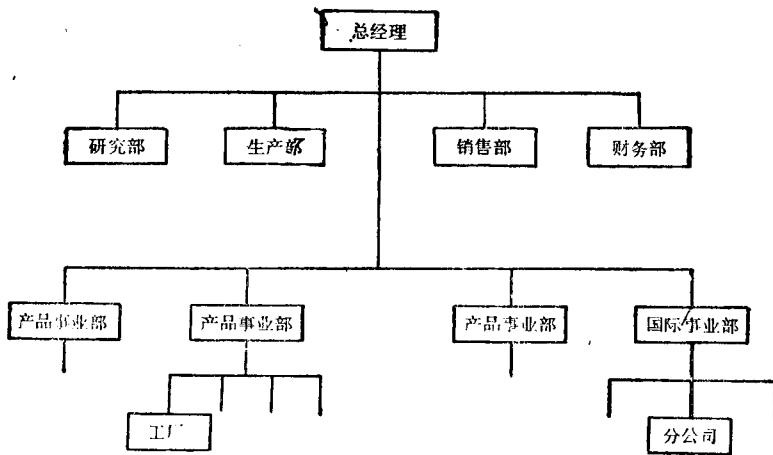 总经理
研究部
生产部
销售部
财务部
产品事业部
产品事业部
产品事业部
国际事业部
工厂
分公司